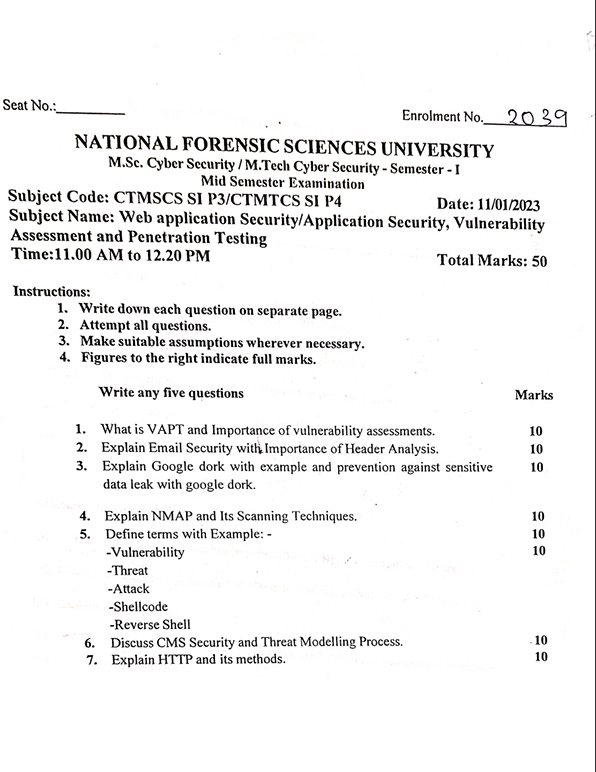 Seat No.:__________
Enrolment No. 2039
NATIONAL FORENSIC SCIENCES UNIVERSITY
M.Sc. Cyber Security / M.Tech Cyber Security - Semester - I
Mid Semester Examination
Subject Code: CTMSCS SI P3/CTMTCS SI P4 Date: 11/01/2023
Subject Name: Web application Security/Application Security, Vulnerability
Assessment and Penetration Testing
Time:11.00 AM to 12.20 PM Total Marks: 50
Instructions:
1. Write down each question on separate page.
2. Attempt all questions.
3. Make suitable assumptions wherever necessary.
4. Figures to the right indicate full marks.
Write any five questions Marks
1. What is VAPT and Importance of vulnerability assessments. 10
2. Explain Email Security with Importance of Header Analysis. 10
3. Explain Google dork with example and prevention against sensitive 10
data leak with google dork.
4. Explain NMAP and Its Scanning Techniques. 10
5. Define terms with Example: - 10
-Vulnerability 10
-Threat
-Attack
-Shellcode
-Reverse Shell
6. Discuss CMS Security and Threat Modelling Process. 10
7. Explain HTTP and its methods. 10